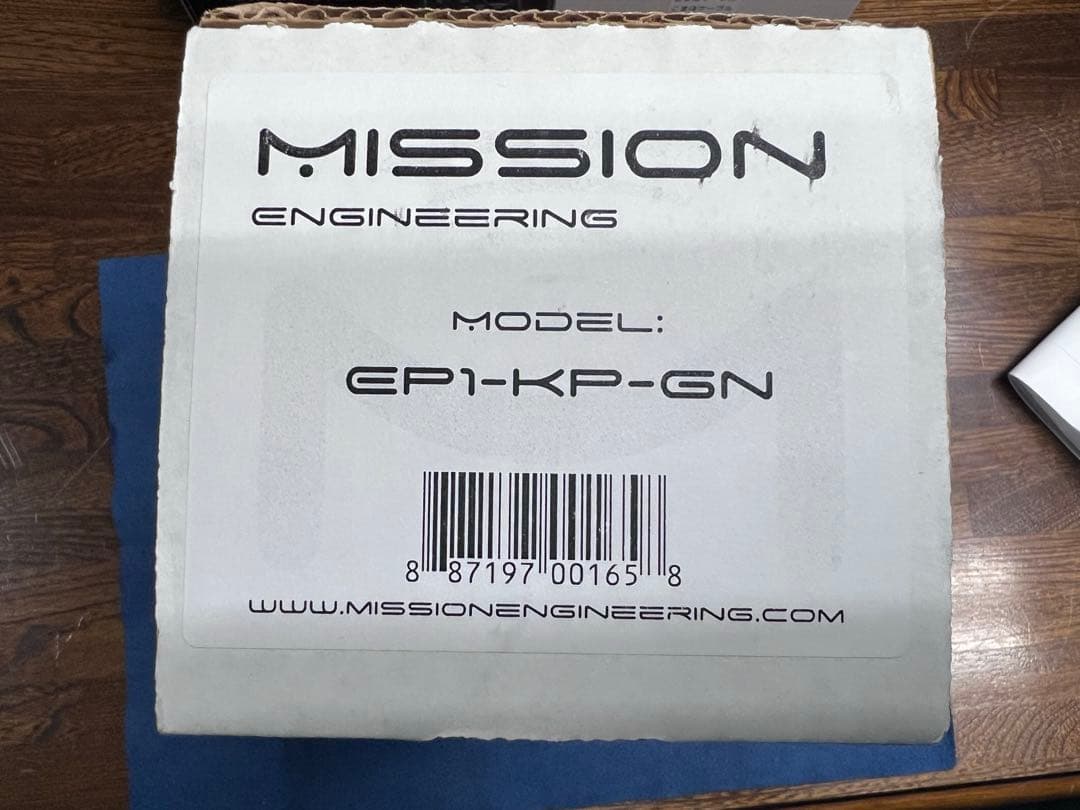 MISSION
ENGINEERING
MODEL:
EP1-KP-GN
8 87197 00165 8
WWW.MISSIONENGINEERING.COM